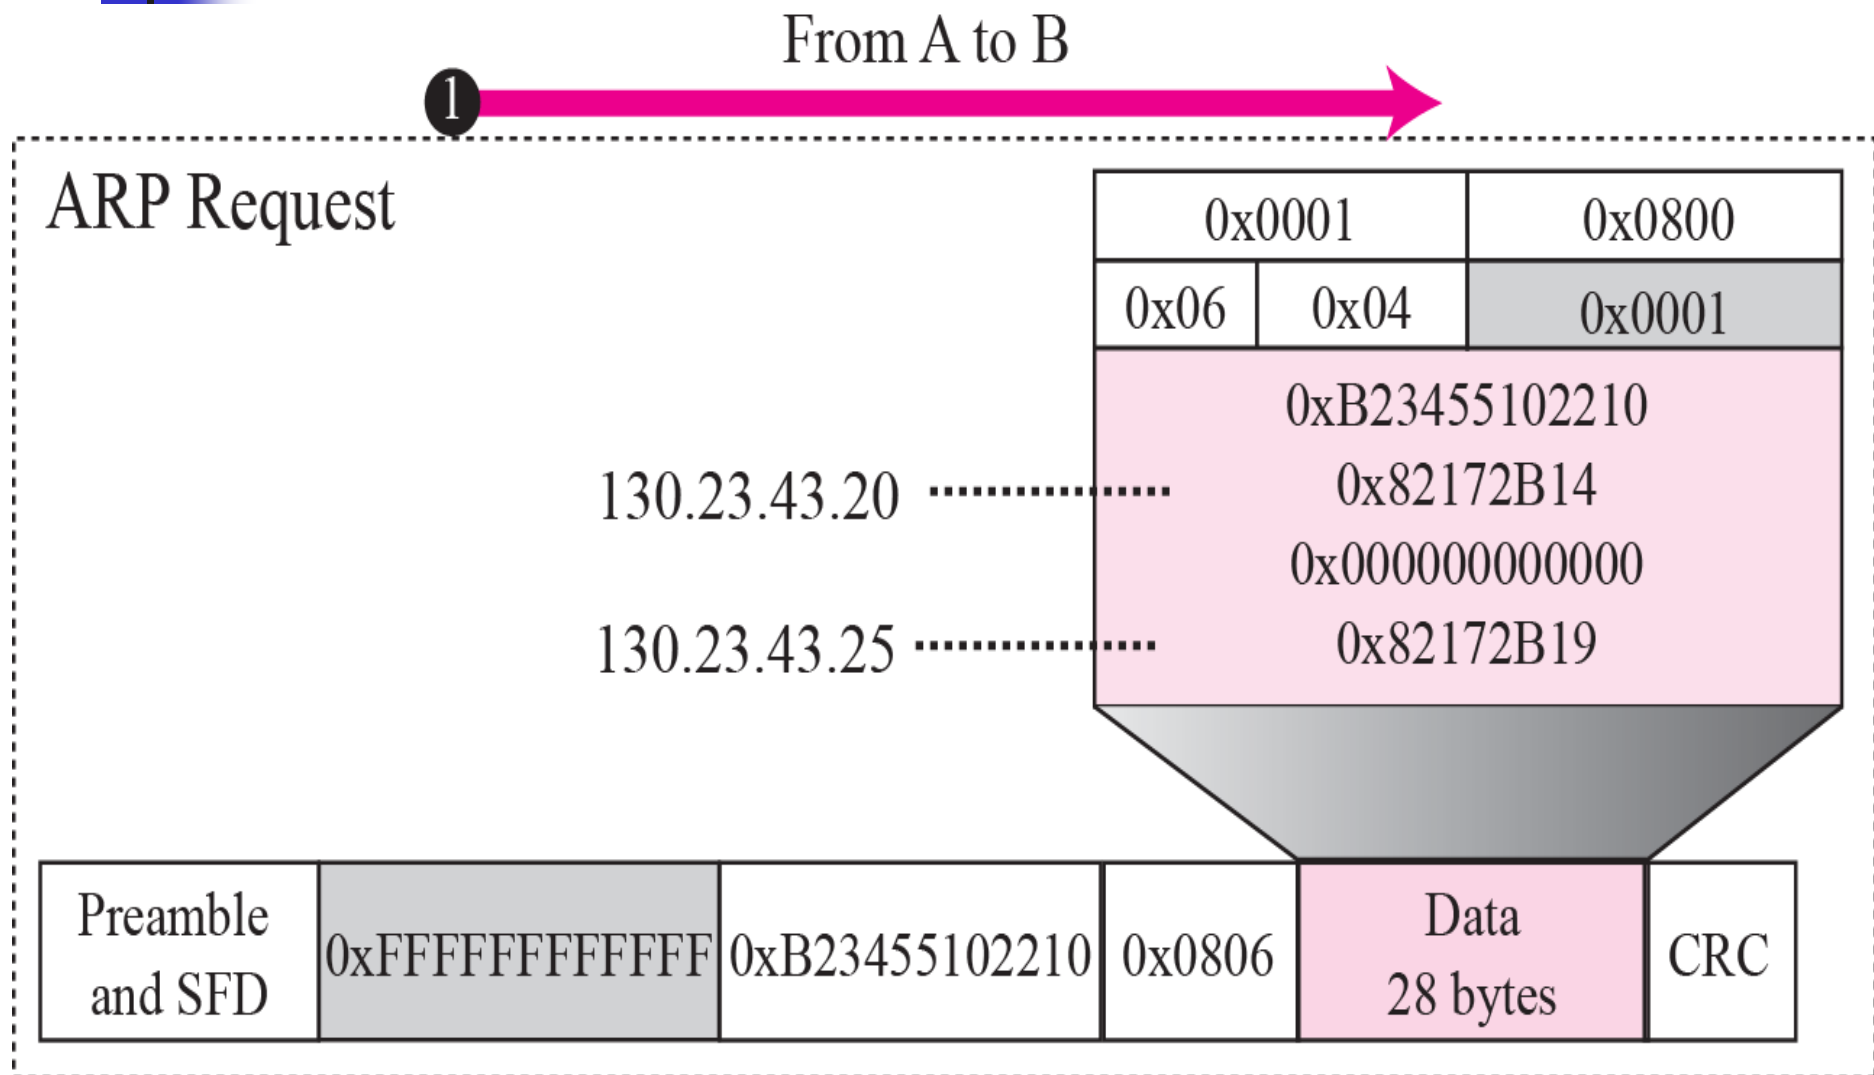 From A to B
1
ARP Request
0x0001 0x0800
0x06 0x04 0x0001
0xB23455102210
130.23.43.20 0x82172B14
0x000000000000
130.23.43.25 0x82172B19
Preamble and SFD
0xFFFFFFFFFFFF
0xB23455102210
0x0806
Data
28 bytes
CRC